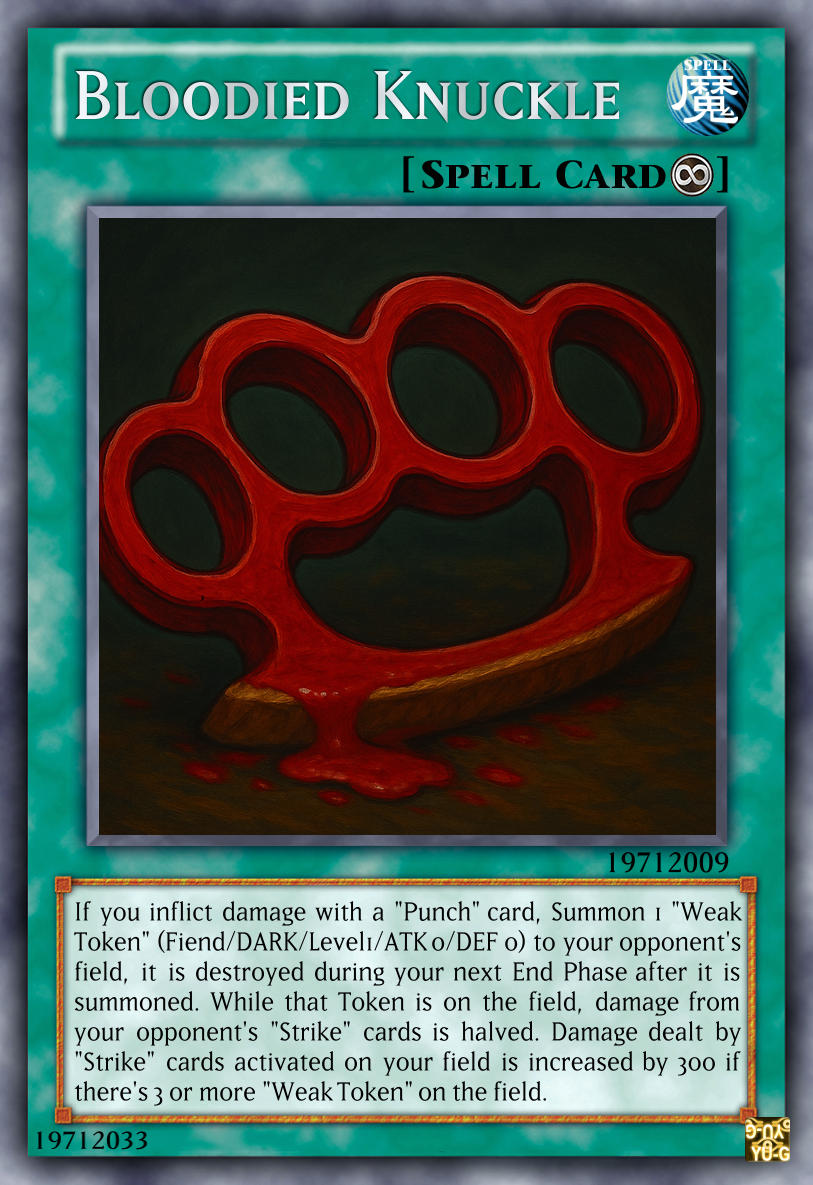 Bloodied Knuckle
SPELL
魔
[Spell Card♾]
19712009
If you inflict damage with a "Punch" card, Summon 1 "Weak
Token" (Fiend/DARK/Level1/ATK 0/DEF 0) to your opponent's
field, it is destroyed during your next End Phase after it is
summoned. While that Token is on the field, damage from
your opponent's "Strike" cards is halved. Damage dealt by
"Strike" cards activated on your field is increased by 300 if
there's 3 or more "Weak Token" on the field.
19712033
YU-G